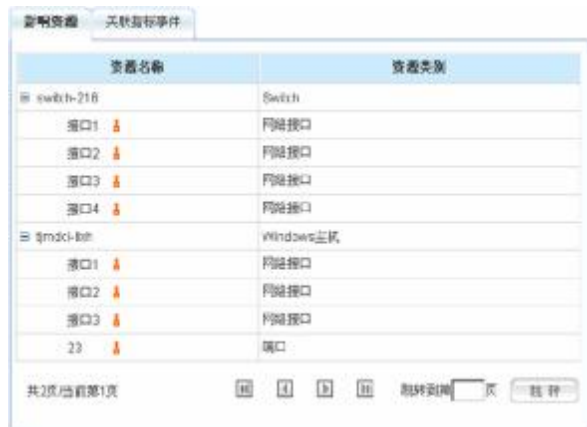 影响资源 关联指标事件
资源名称 资源类别
switch-216 Switch
接口1 网络接口
接口2 网络接口
接口3 网络接口
接口4 网络接口
Windows主机
接口1 网络接口
接口2 网络接口
接口3 网络接口
23 端口
共2页/当前第1页 跳转到第 页 跳转